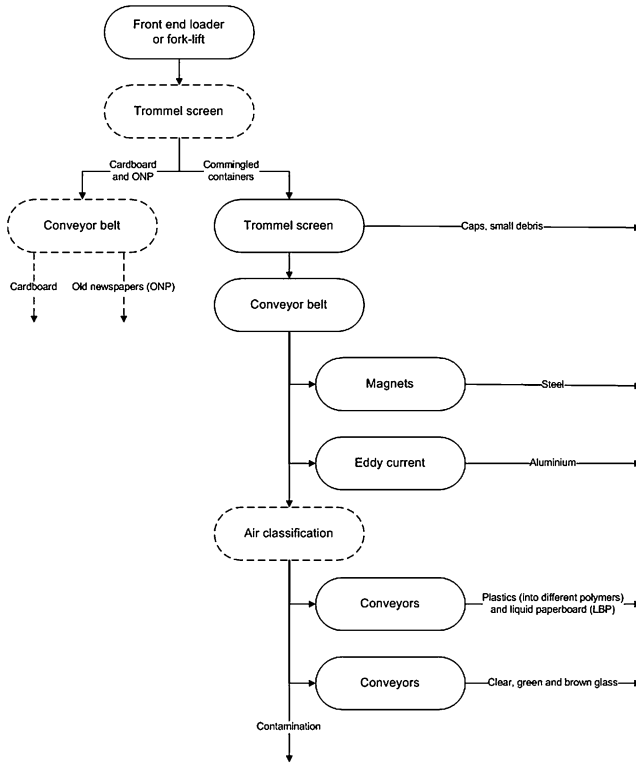 Front end loader
or fork-lift
Trommel screen
Cardboard
and ONP
Commingled
containers
Conveyor belt
Trommel screen
Caps, small debris
Cardboard
Old newspapers (ONP)
Conveyor belt
Magnets
Steel
Eddy current
Aluminium
Air classification
Conveyors
Plastics (into different polymers)
and liquid paperboard (LBP)
Conveyors
Clear, green and brown glass
Contamination